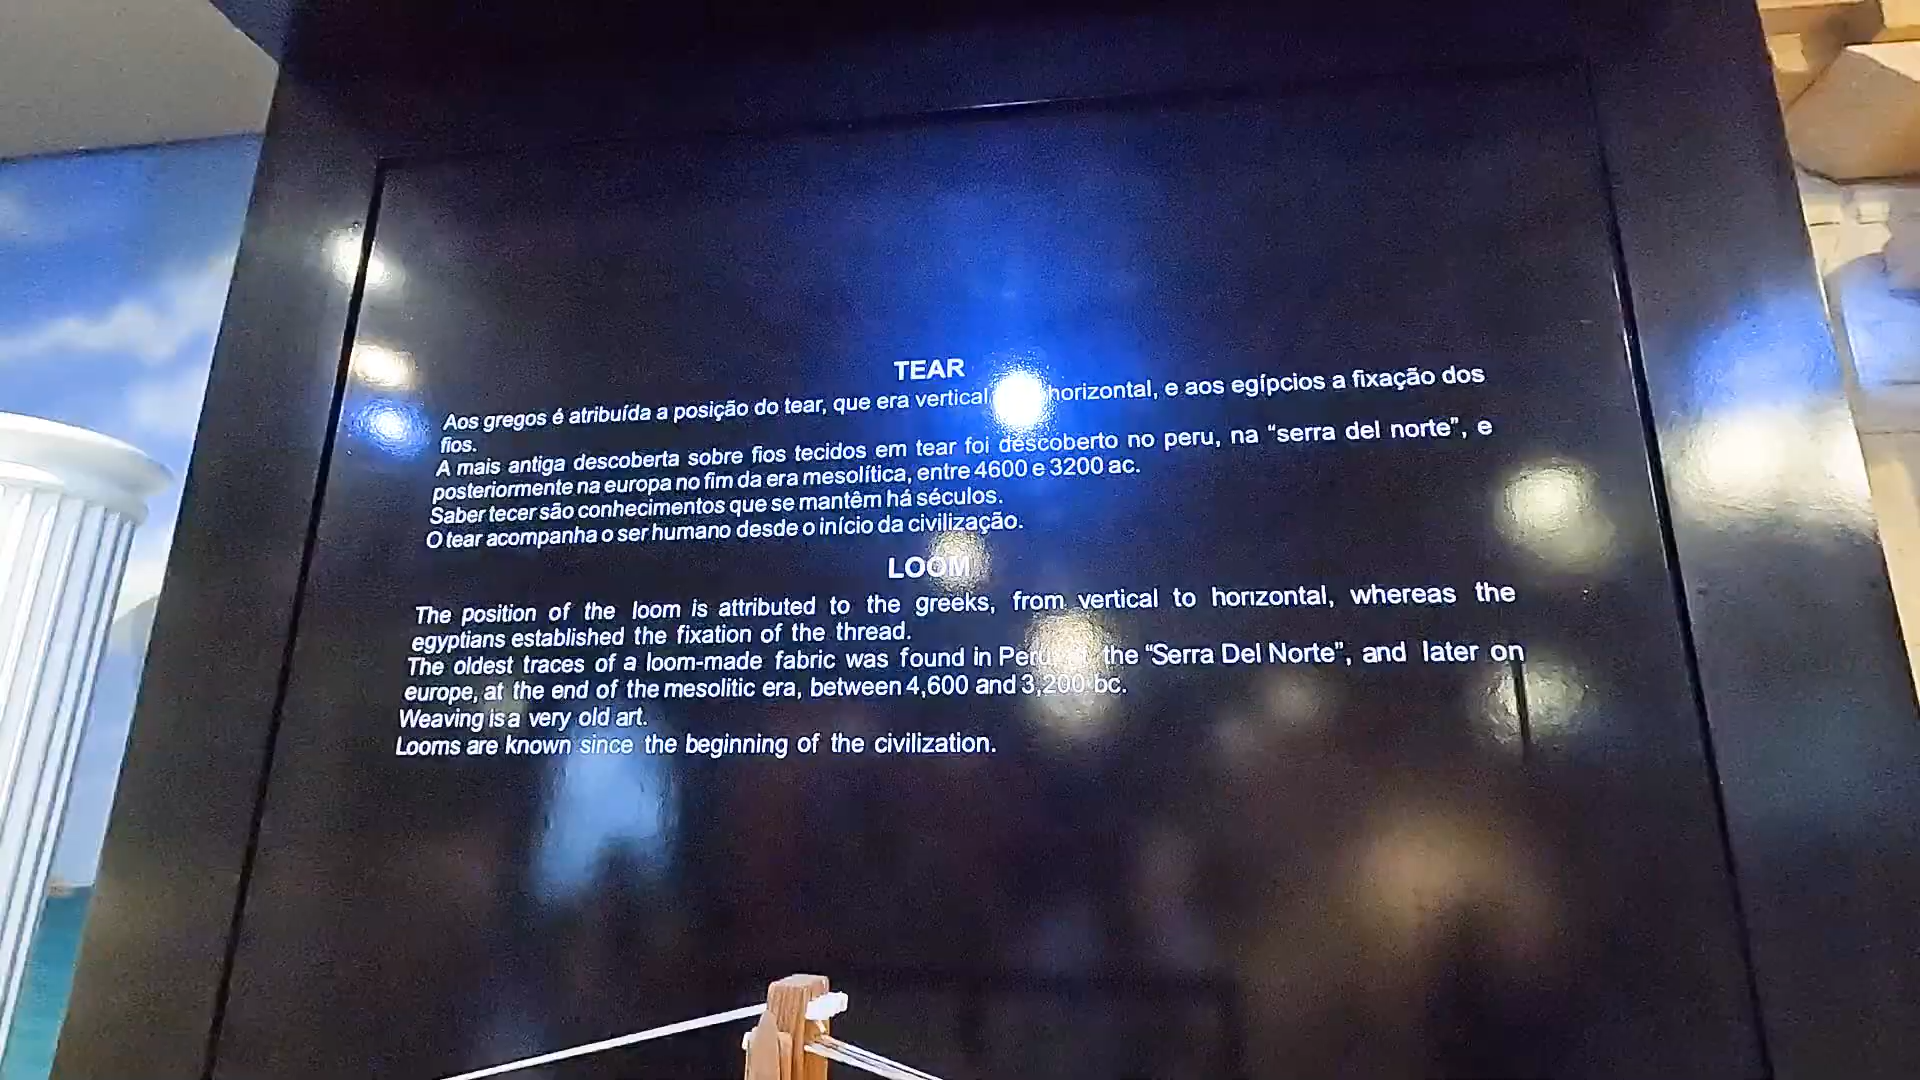 TEAR
Aos gregos é atribuída a posição do tear, que era vertical horizontal, e aos egípcios a fixação dos
fios.
A mais antiga descoberta sobre fios tecidos em tear foi descoberto no peru, na “serra del norte”, e
posteriormente na europa no fim da era mesolítica, entre 4600 e 3200 ac.
Saber tecer são conhecimentos que se mantêm há séculos.
O tear acompanha o ser humano desde o início da civilização.
LOOM
The position of the loom is attributed to the greeks, from vertical to horizontal, whereas the
egyptians established the fixation of the thread.
The oldest traces of a loom-made fabric was found in Peru, the “Serra Del Norte”, and later on
europe, at the end of the mesolitic era, between 4,600 and 3,200 bc.
Weaving is a very old art.
Looms are known since the beginning of the civilization.